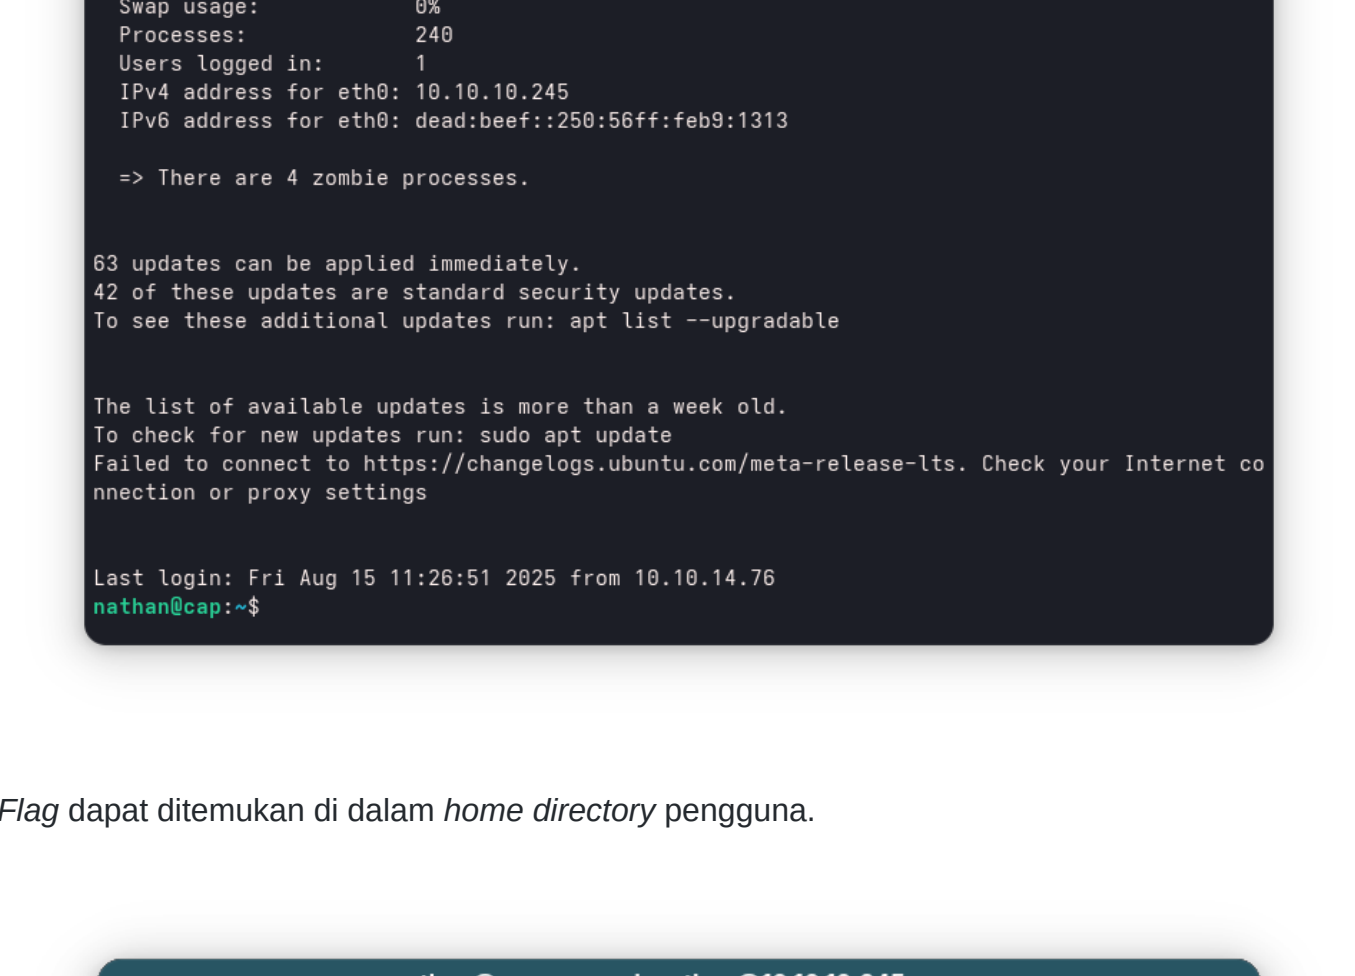 Swap usage: 0%
Processes: 240
Users logged in: 1
IPv4 address for eth0: 10.10.10.245
IPv6 address for eth0: dead:beef::250:56ff:feb9:1313
=> There are 4 zombie processes.
63 updates can be applied immediately.
42 of these updates are standard security updates.
To see these additional updates run: apt list --upgradable
The list of available updates is more than a week old.
To check for new updates run: sudo apt update
Failed to connect to https://changelogs.ubuntu.com/meta-release-lts. Check your Internet co
nnection or proxy settings
Last login: Fri Aug 15 11:26:51 2025 from 10.10.14.76
nathan@cap:~$
Flag dapat ditemukan di dalam home directory pengguna.